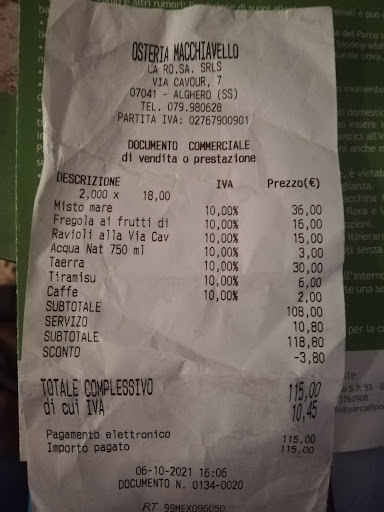 OSTERIA MACCHIAVELLO
LA RO.SA. SRLS
VIA CAVOUR, 7
07041 - ALGHERO (SS)
TEL. 079.980628
PARTITA IVA: 02767900901
DOCUMENTO COMMERCIALE
di vendita o prestazione
DESCRIZIONE IVA Prezzo(€)
2,000 x 18,00
Misto mare 10,00% 36,00
Fregola ai frutti di 10,00% 16,00
Ravioli alla Via Cav 10,00% 15,00
Acqua Nat 750 ml 10,00% 3,00
Taerra 10,00% 30,00
Tiramisu 10,00% 6,00
Caffe 10,00% 2,00
SUBTOTALE 108,00
SERVIZO 10,80
SUBTOTALE 118,80
SCONTO -3,80
TOTALE COMPLESSIVO 115,00
di cui IVA 10,45
Pagamento elettronico 115,00
Importo pagato 115,00
06-10-2021 16:06
DOCUMENTO N. 0134-0020
RT 99MEX096050